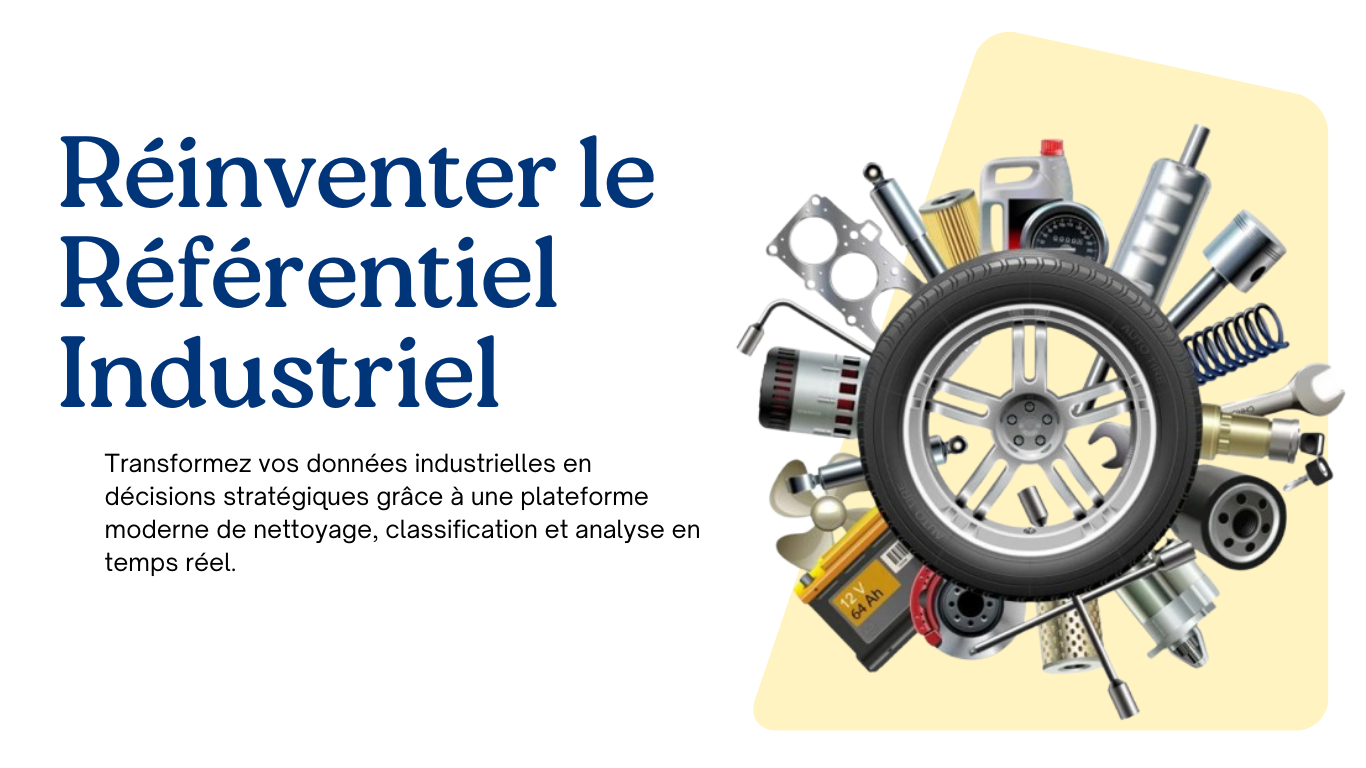 Réinventer le
Référentiel
Industriel
Transformez vos données industrielles en
décisions stratégiques grâce à une plateforme
moderne de nettoyage, classification et analyse en
temps réel.
12 V
64 Ah